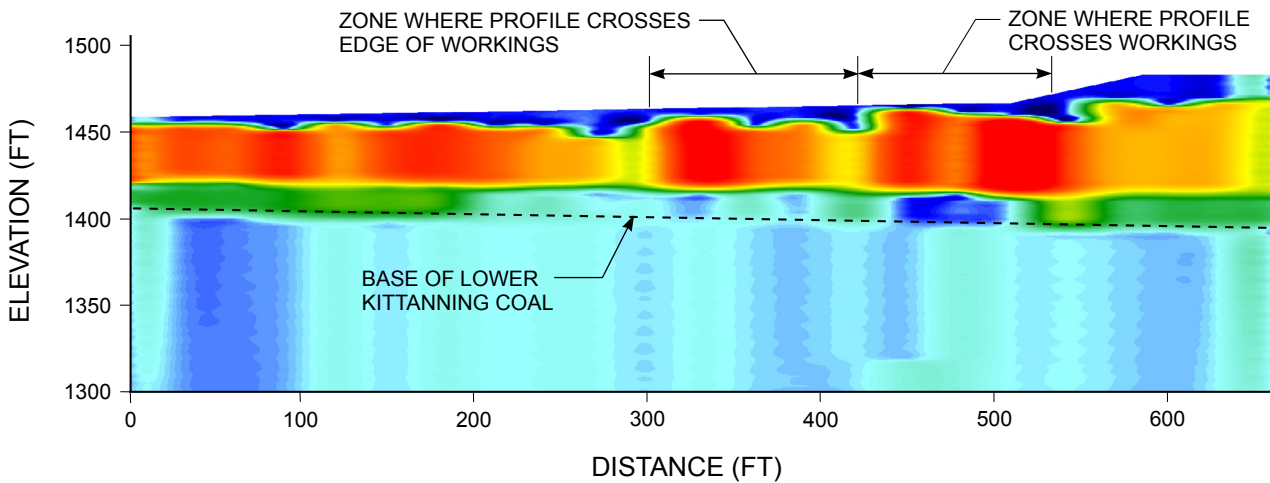 ZONE WHERE PROFILE CROSSES
EDGE OF WORKINGS
ZONE WHERE PROFILE
CROSSES WORKINGS
1500
1450
1400
1350
1300
ELEVATION (FT)
BASE OF LOWER
KITTANNING COAL
0
100
200
300
400
500
600
DISTANCE (FT)